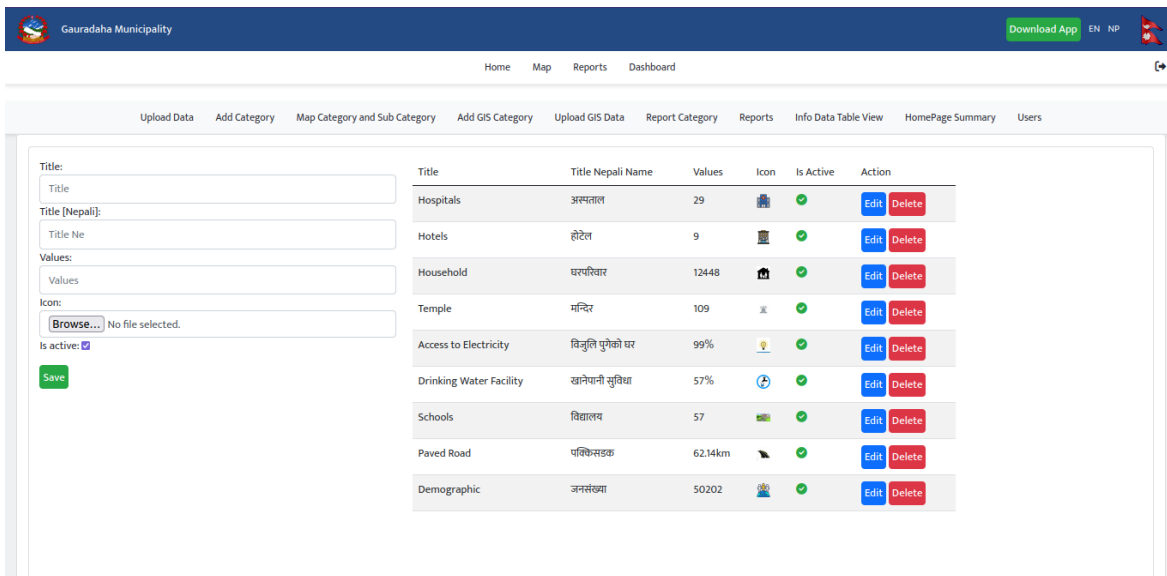 Gauradaha Municipality Download App EN NP
Home Map Reports Dashboard
Upload Data Add Category Map Category and Sub Category Add GIS Category Upload GIS Data Report Category Reports Info Data Table View HomePage Summary Users
Title:
Title
Title [Nepali]:
Title Ne
Values:
Values
Icon:
Browse... No file selected.
Is active:
Save
Title Title Nepali Name Values Icon Is Active Action
Hospitals अस्पताल 29 Edit Delete
Hotels होटेल 9 Edit Delete
Household घरपरिवार 12448 Edit Delete
Temple मन्दिर 109 Edit Delete
Access to Electricity विजुलि पुगेको घर 99% Edit Delete
Drinking Water Facility खानेपानी सुविधा 57% Edit Delete
Schools विद्यालय 57 Edit Delete
Paved Road पक्किसडक 62.14km Edit Delete
Demographic जनसंख्या 50202 Edit Delete